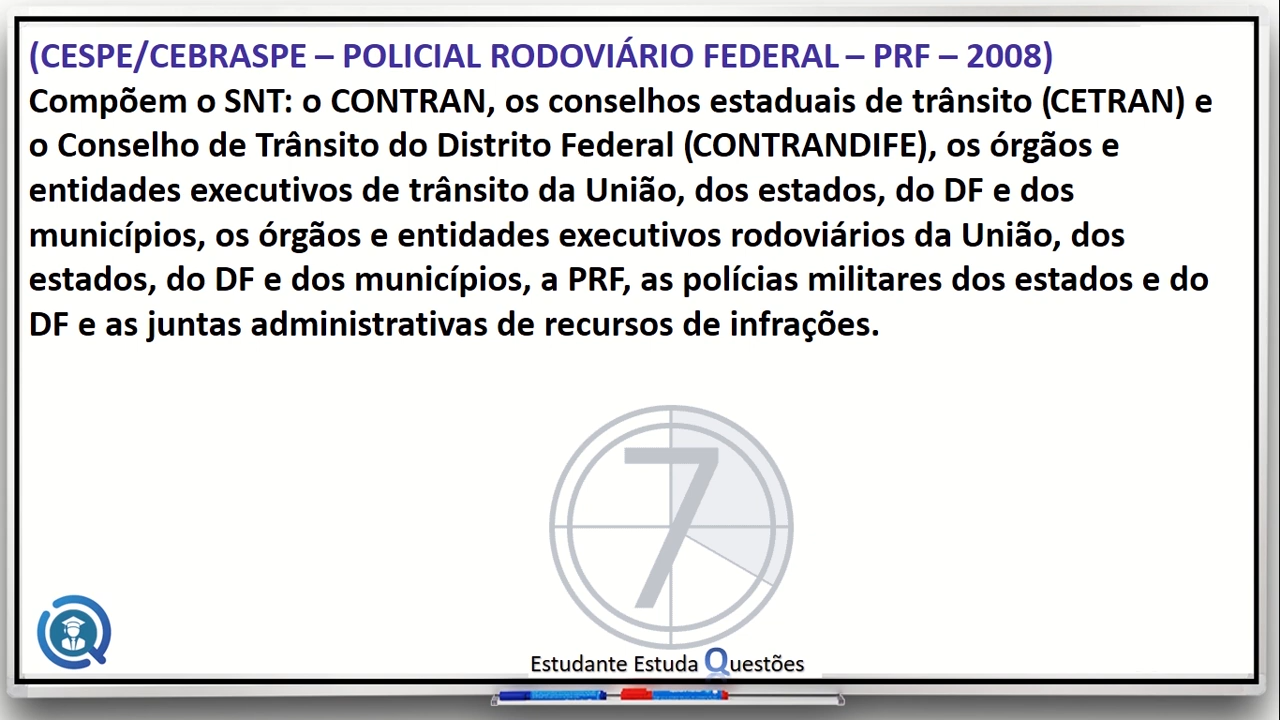 (CESPE/CEBRASPE – POLICIAL RODOVIÁRIO FEDERAL – PRF – 2008)
Compõem o SNT: o CONTRAN, os conselhos estaduais de trânsito (CETRAN) e
o Conselho de Trânsito do Distrito Federal (CONTRANDIFE), os órgãos e
entidades executivos de trânsito da União, dos estados, do DF e dos
municípios, os órgãos e entidades executivos rodoviários da União, dos
estados, do DF e dos municípios, a PRF, as polícias militares dos estados e do
DF e as juntas administrativas de recursos de infrações.
7
Estudante Estuda Questões